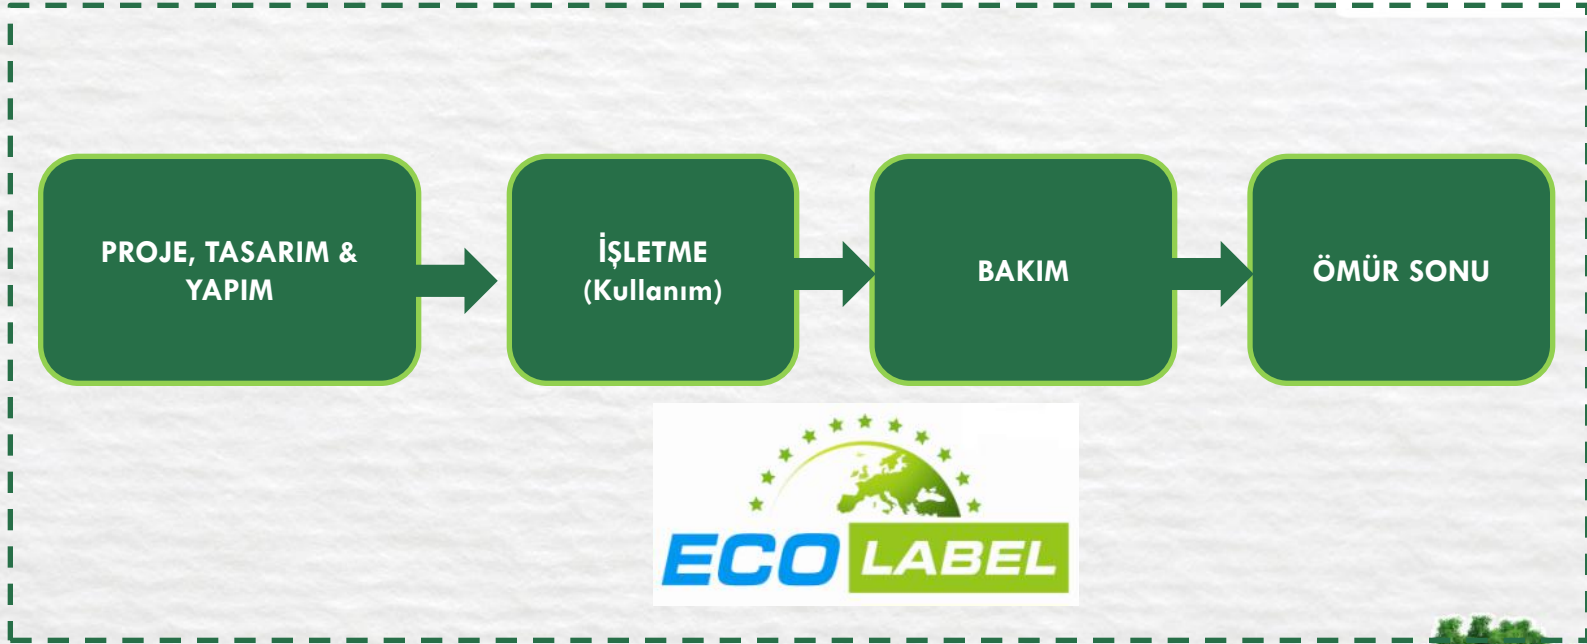 PROJE, TASARIM &
YAPIM
İŞLETME
(Kullanım)
BAKIM
ÖMÜR SONU
ECO LABEL